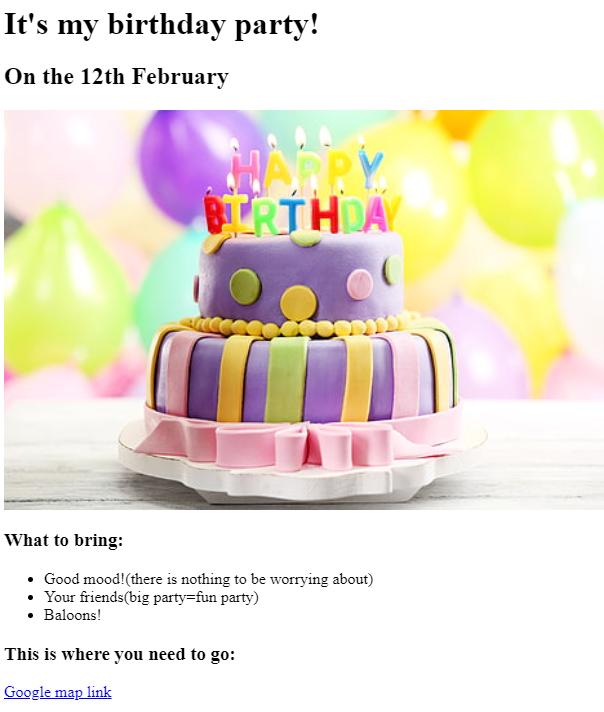 It's my birthday party!
On the 12th February
HAPPY
BIRTHDAY
What to bring:
Good mood!(there is nothing to be worrying about)
Your friends(big party=fun party)
Baloons!
This is where you need to go:
Google map link